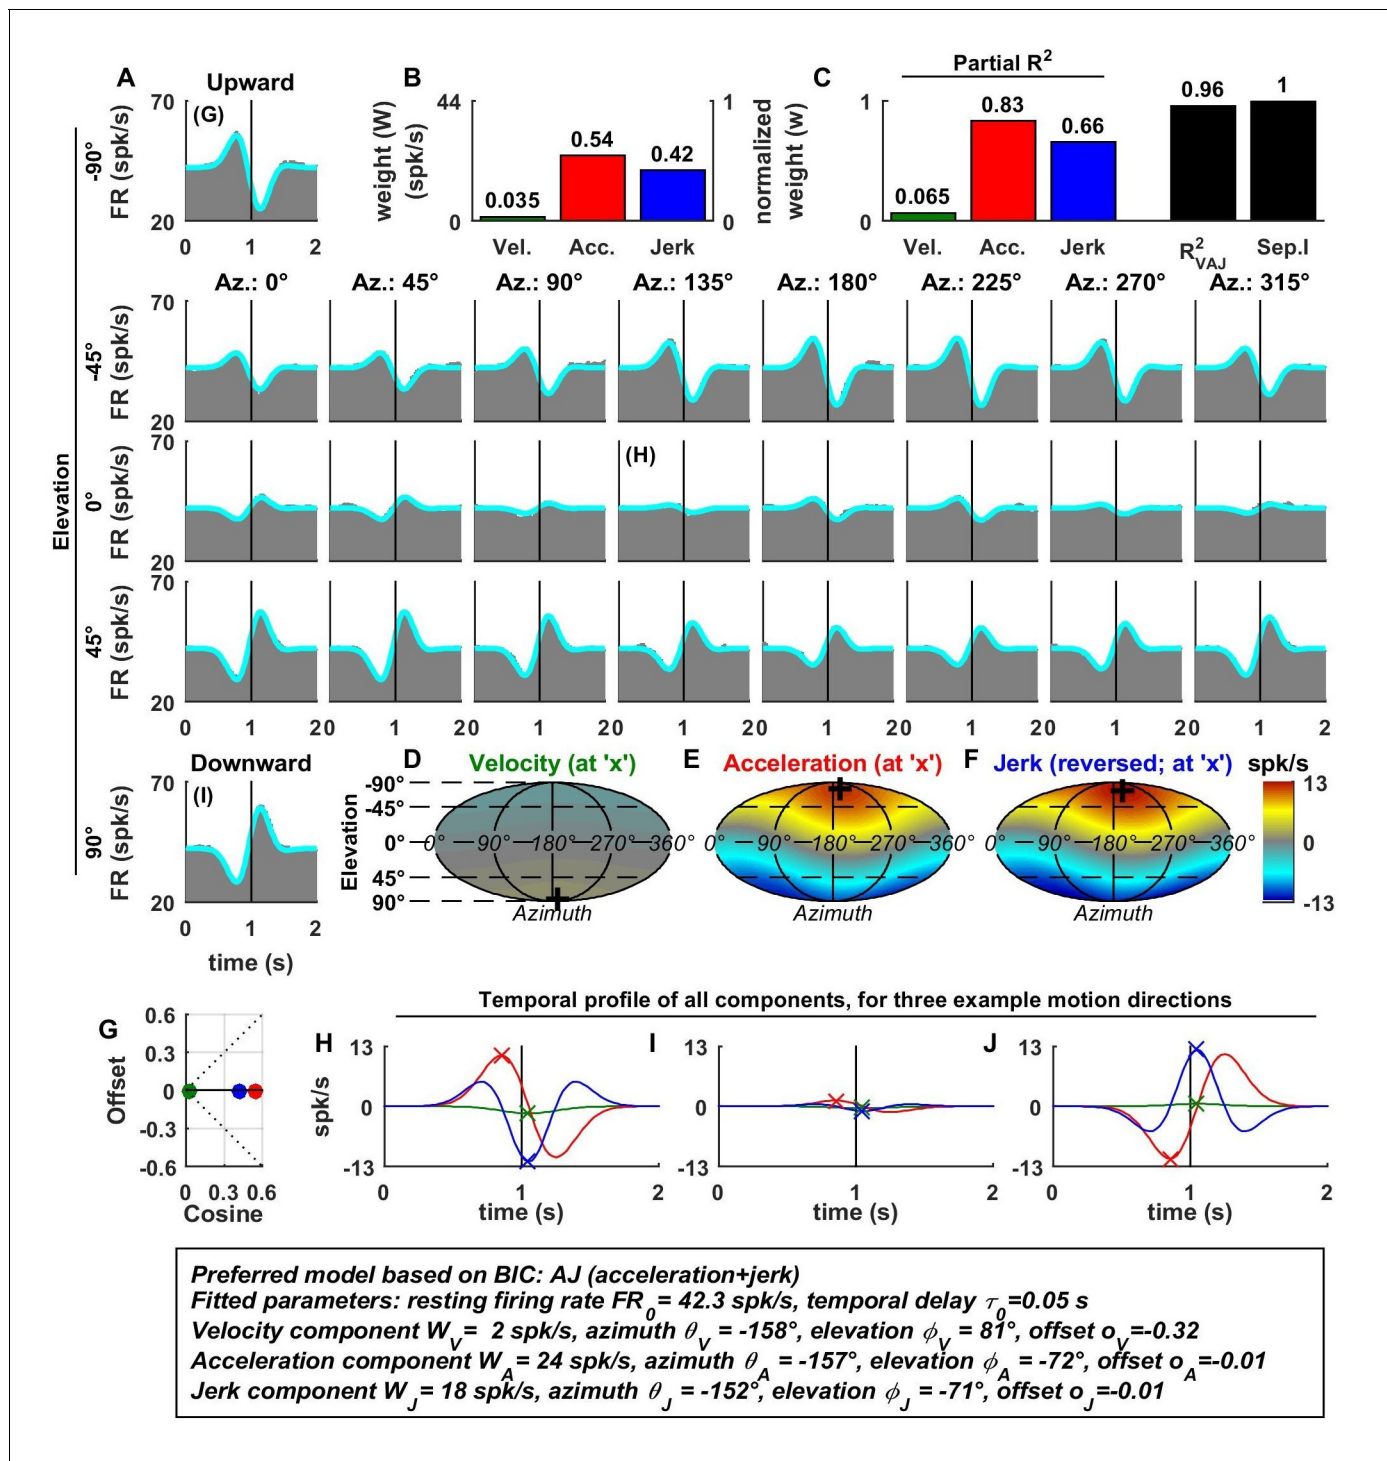 A
Upward
B
C
Partial R2
70
(G)
20
0 1 2
FR (spk/s)
-90°
weight (W)
(spk/s)
44
0
0.035
0.54
0.42
Vel. Acc. Jerk
1
0
normalized
weight (w)
1
0
0.065
0.83
0.66
0.96
1
Vel. Acc. Jerk R2VAJ Sep.I
Az.: 0° Az.: 45° Az.: 90° Az.: 135° Az.: 180° Az.: 225° Az.: 270° Az.: 315°
Elevation
-45°
FR (spk/s)
70
20
0°
FR (spk/s)
70
(H)
20
45°
FR (spk/s)
70
20
0 1 20 1 20 1 20 1 20 1 20 1 20 1 20 1 2
Downward
90°
FR (spk/s)
70
(I)
20
0 1 2
time (s)
D
Velocity (at 'x')
E
Acceleration (at 'x')
F
Jerk (reversed; at 'x')
spk/s
Elevation
-90°
-45°
0°
45°
90°
0° 90° 180° 270° 360°
Azimuth
0° 90° 180° 270° 360°
Azimuth
0° 90° 180° 270° 360°
Azimuth
13
0
-13
Temporal profile of all components, for three example motion directions
G
Offset
0.6
0.3
0
-0.3
-0.6
0 0.3 0.6
Cosine
H
spk/s
13
0
-13
0 1 2
time (s)
I
13
0
-13
0 1 2
time (s)
J
13
0
-13
0 1 2
time (s)
Preferred model based on BIC: AJ (acceleration+jerk)
Fitted parameters: resting firing rate FR0= 42.3 spk/s, temporal delay τ0=0.05 s
Velocity component WV= 2 spk/s, azimuth θV = -158°, elevation ϕV = 81°, offset oV=-0.32
Acceleration component WA= 24 spk/s, azimuth θA = -157°, elevation ϕA = -72°, offset oA=-0.01
Jerk component WJ= 18 spk/s, azimuth θJ = -152°, elevation ϕJ = -71°, offset oJ=-0.01